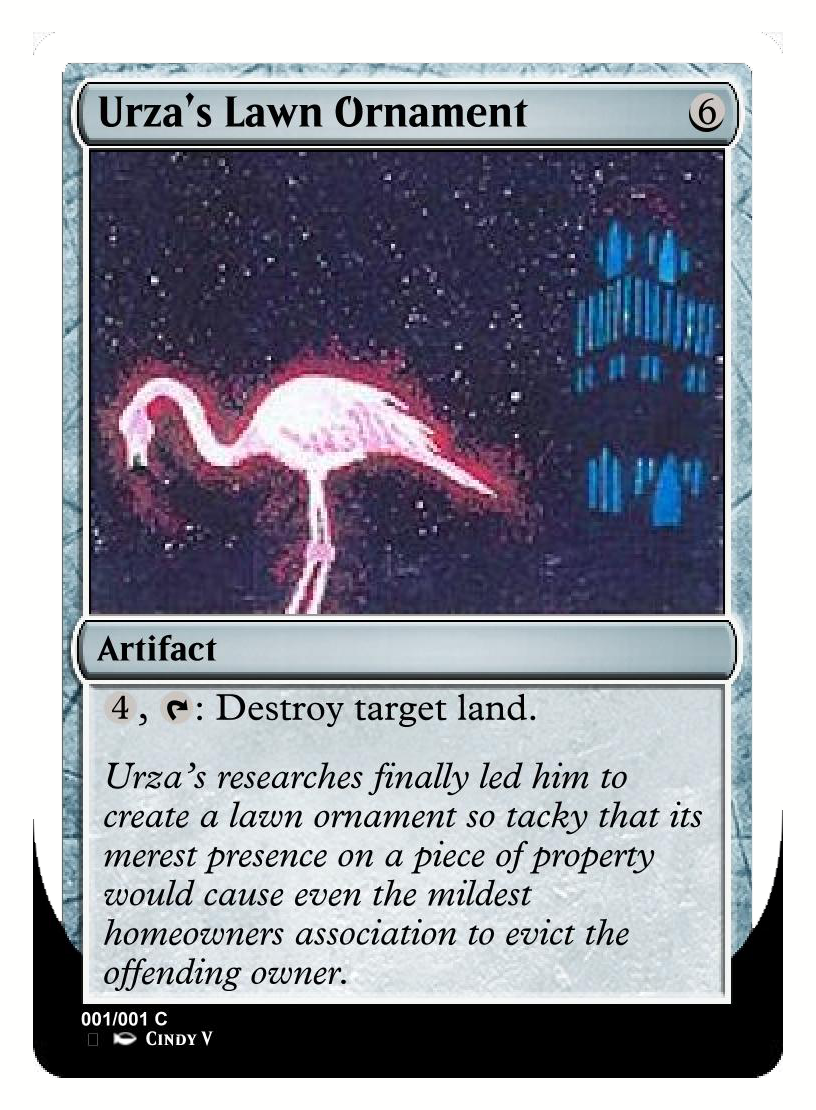 Urza's Lawn Ornament 6
Artifact
4, : Destroy target land.
Urza's researches finally led him to
create a lawn ornament so tacky that its
merest presence on a piece of property
would cause even the mildest
homeowners association to evict the
offending owner.
001/001 C
Cindy V